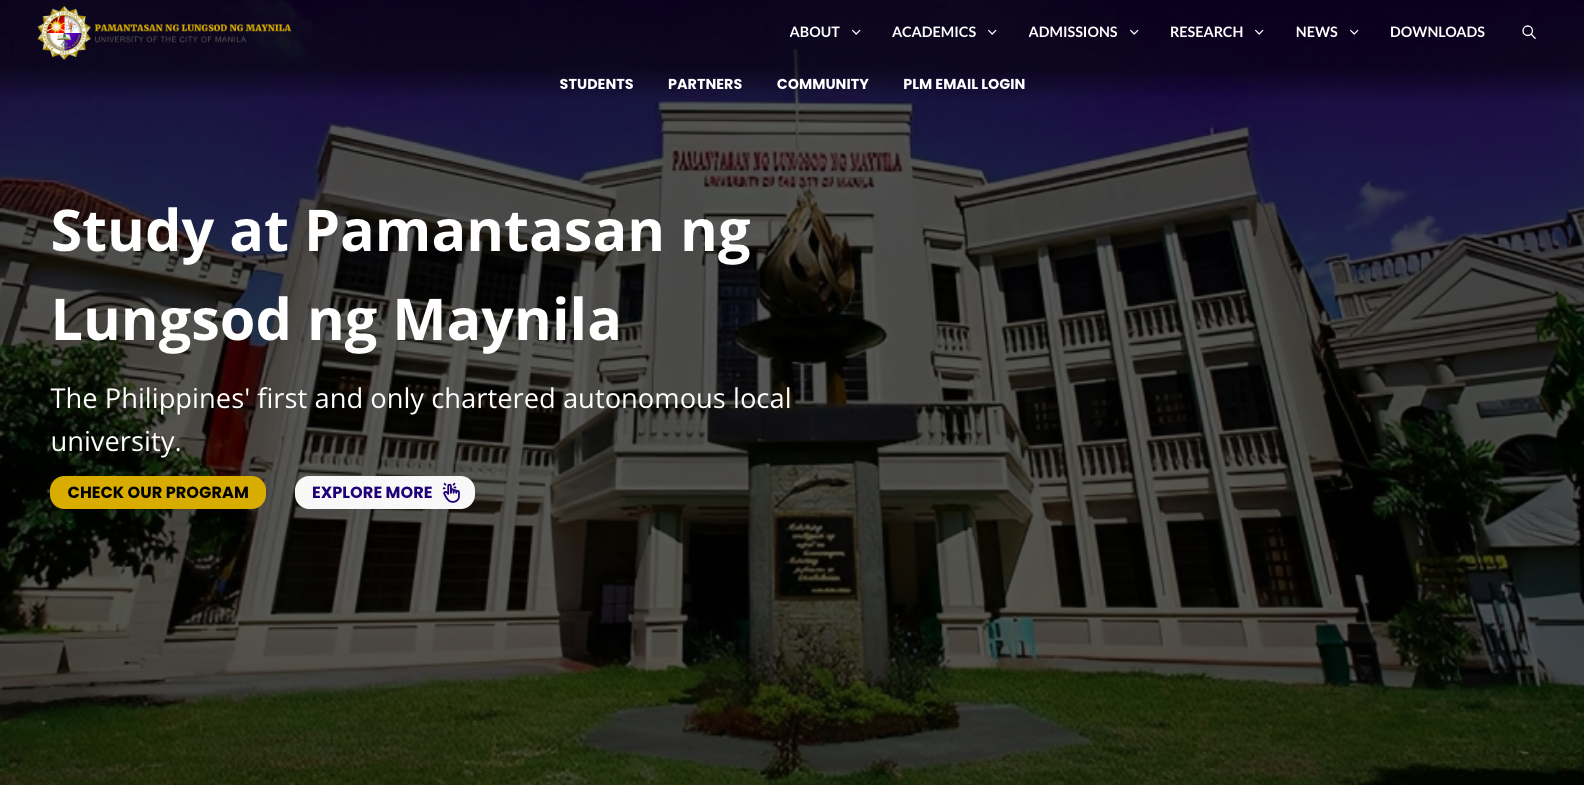 PAMANTASAN NG LUNGSOD NG MAYNILA
UNIVERSITY OF THE CITY OF MANILA
ABOUT ACADEMICS ADMISSIONS RESEARCH NEWS DOWNLOADS
STUDENTS PARTNERS COMMUNITY PLM EMAIL LOGIN
PAMANTASAN NG LUNGSOD NG MAYNILA
UNIVERSITY OF THE CITY OF MANILA
Study at Pamantasan ng
Lungsod ng Maynila
The Philippines' first and only chartered autonomous local
university.
CHECK OUR PROGRAM EXPLORE MORE